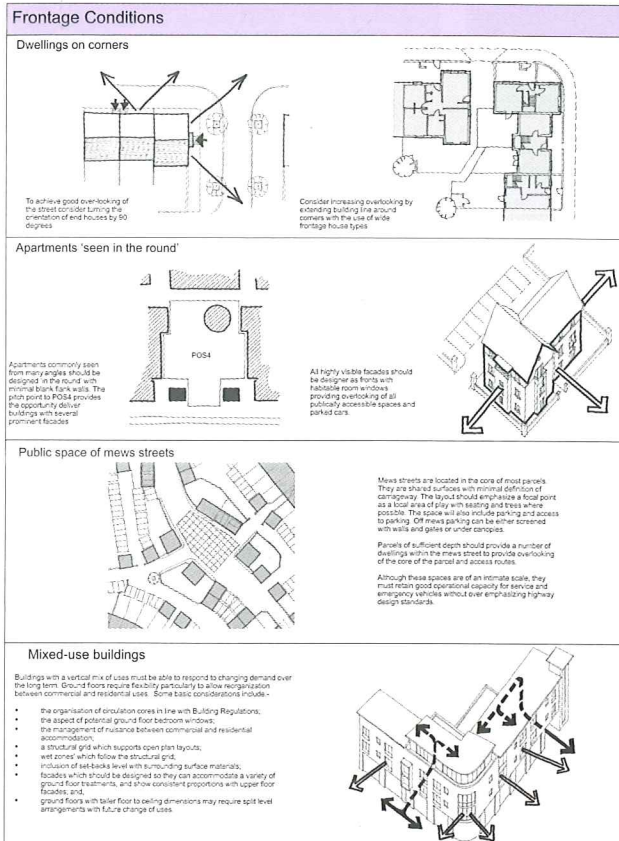 Frontage Conditions
Dwellings on corners
To achieve good over-looking of
the street consider turning the
orientation of end houses by 90
degrees
Consider increasing overlooking by
extending building line around
corners with the use of wide
frontage house types
Apartments 'seen in the round'
POS4
Apartments commonly seen
from many angles should be
designed 'in the round' with
minimal blank flank walls. The
pitch point to POS4 provides
the opportunity deliver
buildings with several
prominent facades
All highly visible facades should
be designer as fronts with
habitable room windows
providing overlooking of all
publically accessible spaces and
parked cars.
Public space of mews streets
Mews streets are located in the core of most parcels.
They are shared surfaces with minimal definition of
carriageway. The layout should emphasize a focal point
as a local area of play with seating and trees where
possible. The space will also include parking and access
to parking. Off mews parking can be either screened
with walls and gates or under canopies.
Parcels of sufficient depth should provide a number of
dwellings within the mews street to provide overlooking
of the core of the parcel and access routes.
Although these spaces are of an intimate scale, they
must retain good operational capacity for service and
emergency vehicles without over emphasizing highway
design standards.
Mixed-use buildings
Buildings with a vertical mix of uses must be able to respond to changing demand over
the long term. Ground floors require flexibility particularly to allow reorganization
between commercial and residential uses. Some basic considerations include:-
• the organisation of circulation cores in line with Building Regulations;
• the aspect of potential ground floor bedroom windows;
• the management of nuisance between commercial and residential
accommodation;
• a structural grid which supports open plan layouts;
• wet zones' which follow the structural grid;
• inclusion of set-backs level with surrounding surface materials;
• facades which should be designed so they can accommodate a variety of
ground floor treatments, and show consistent proportions with upper floor
facades; and,
• ground floors with taller floor to ceiling dimensions may require split level
arrangements with future change of uses.